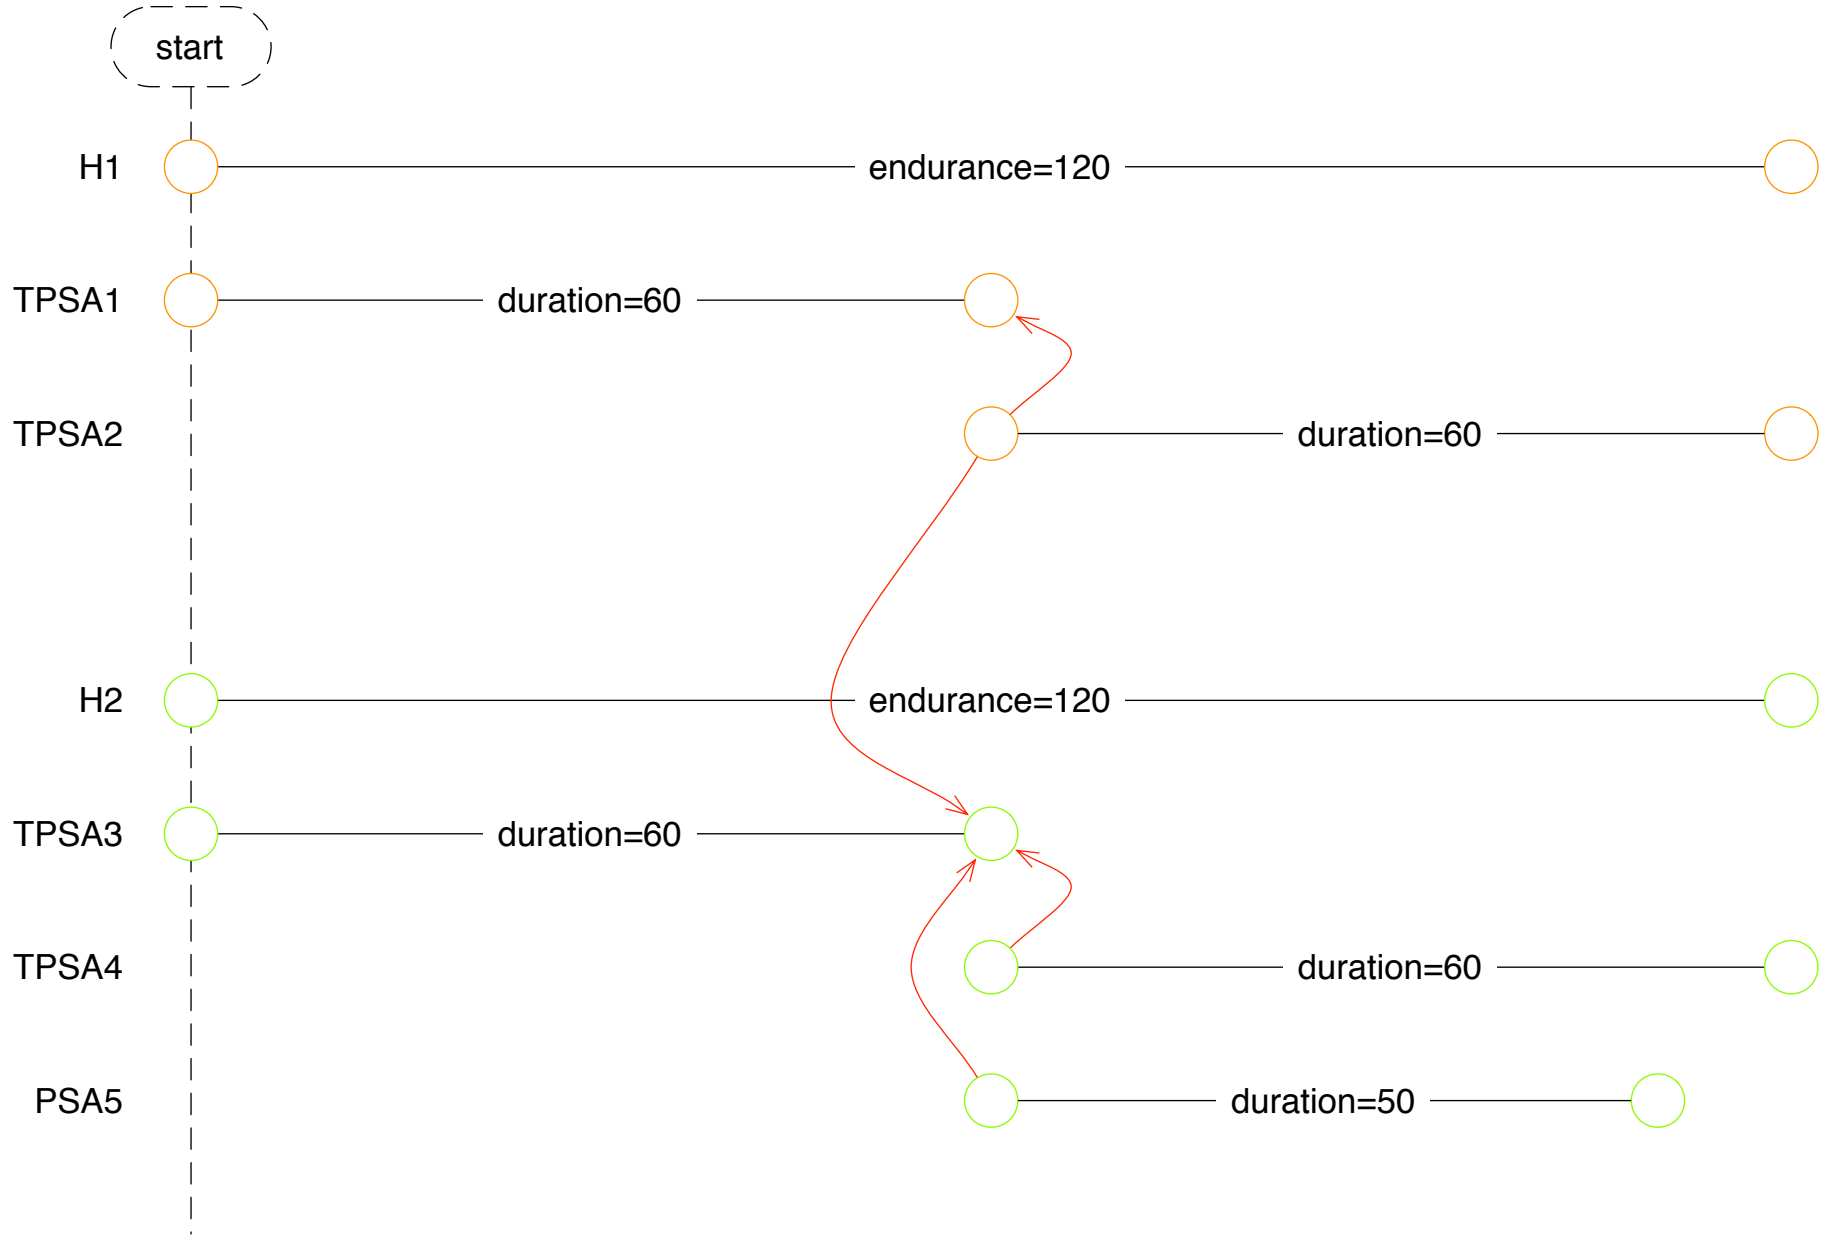 start
H1
endurance=120
TPSA1
duration=60
TPSA2
duration=60
H2
endurance=120
TPSA3
duration=60
TPSA4
duration=60
PSA5
duration=50